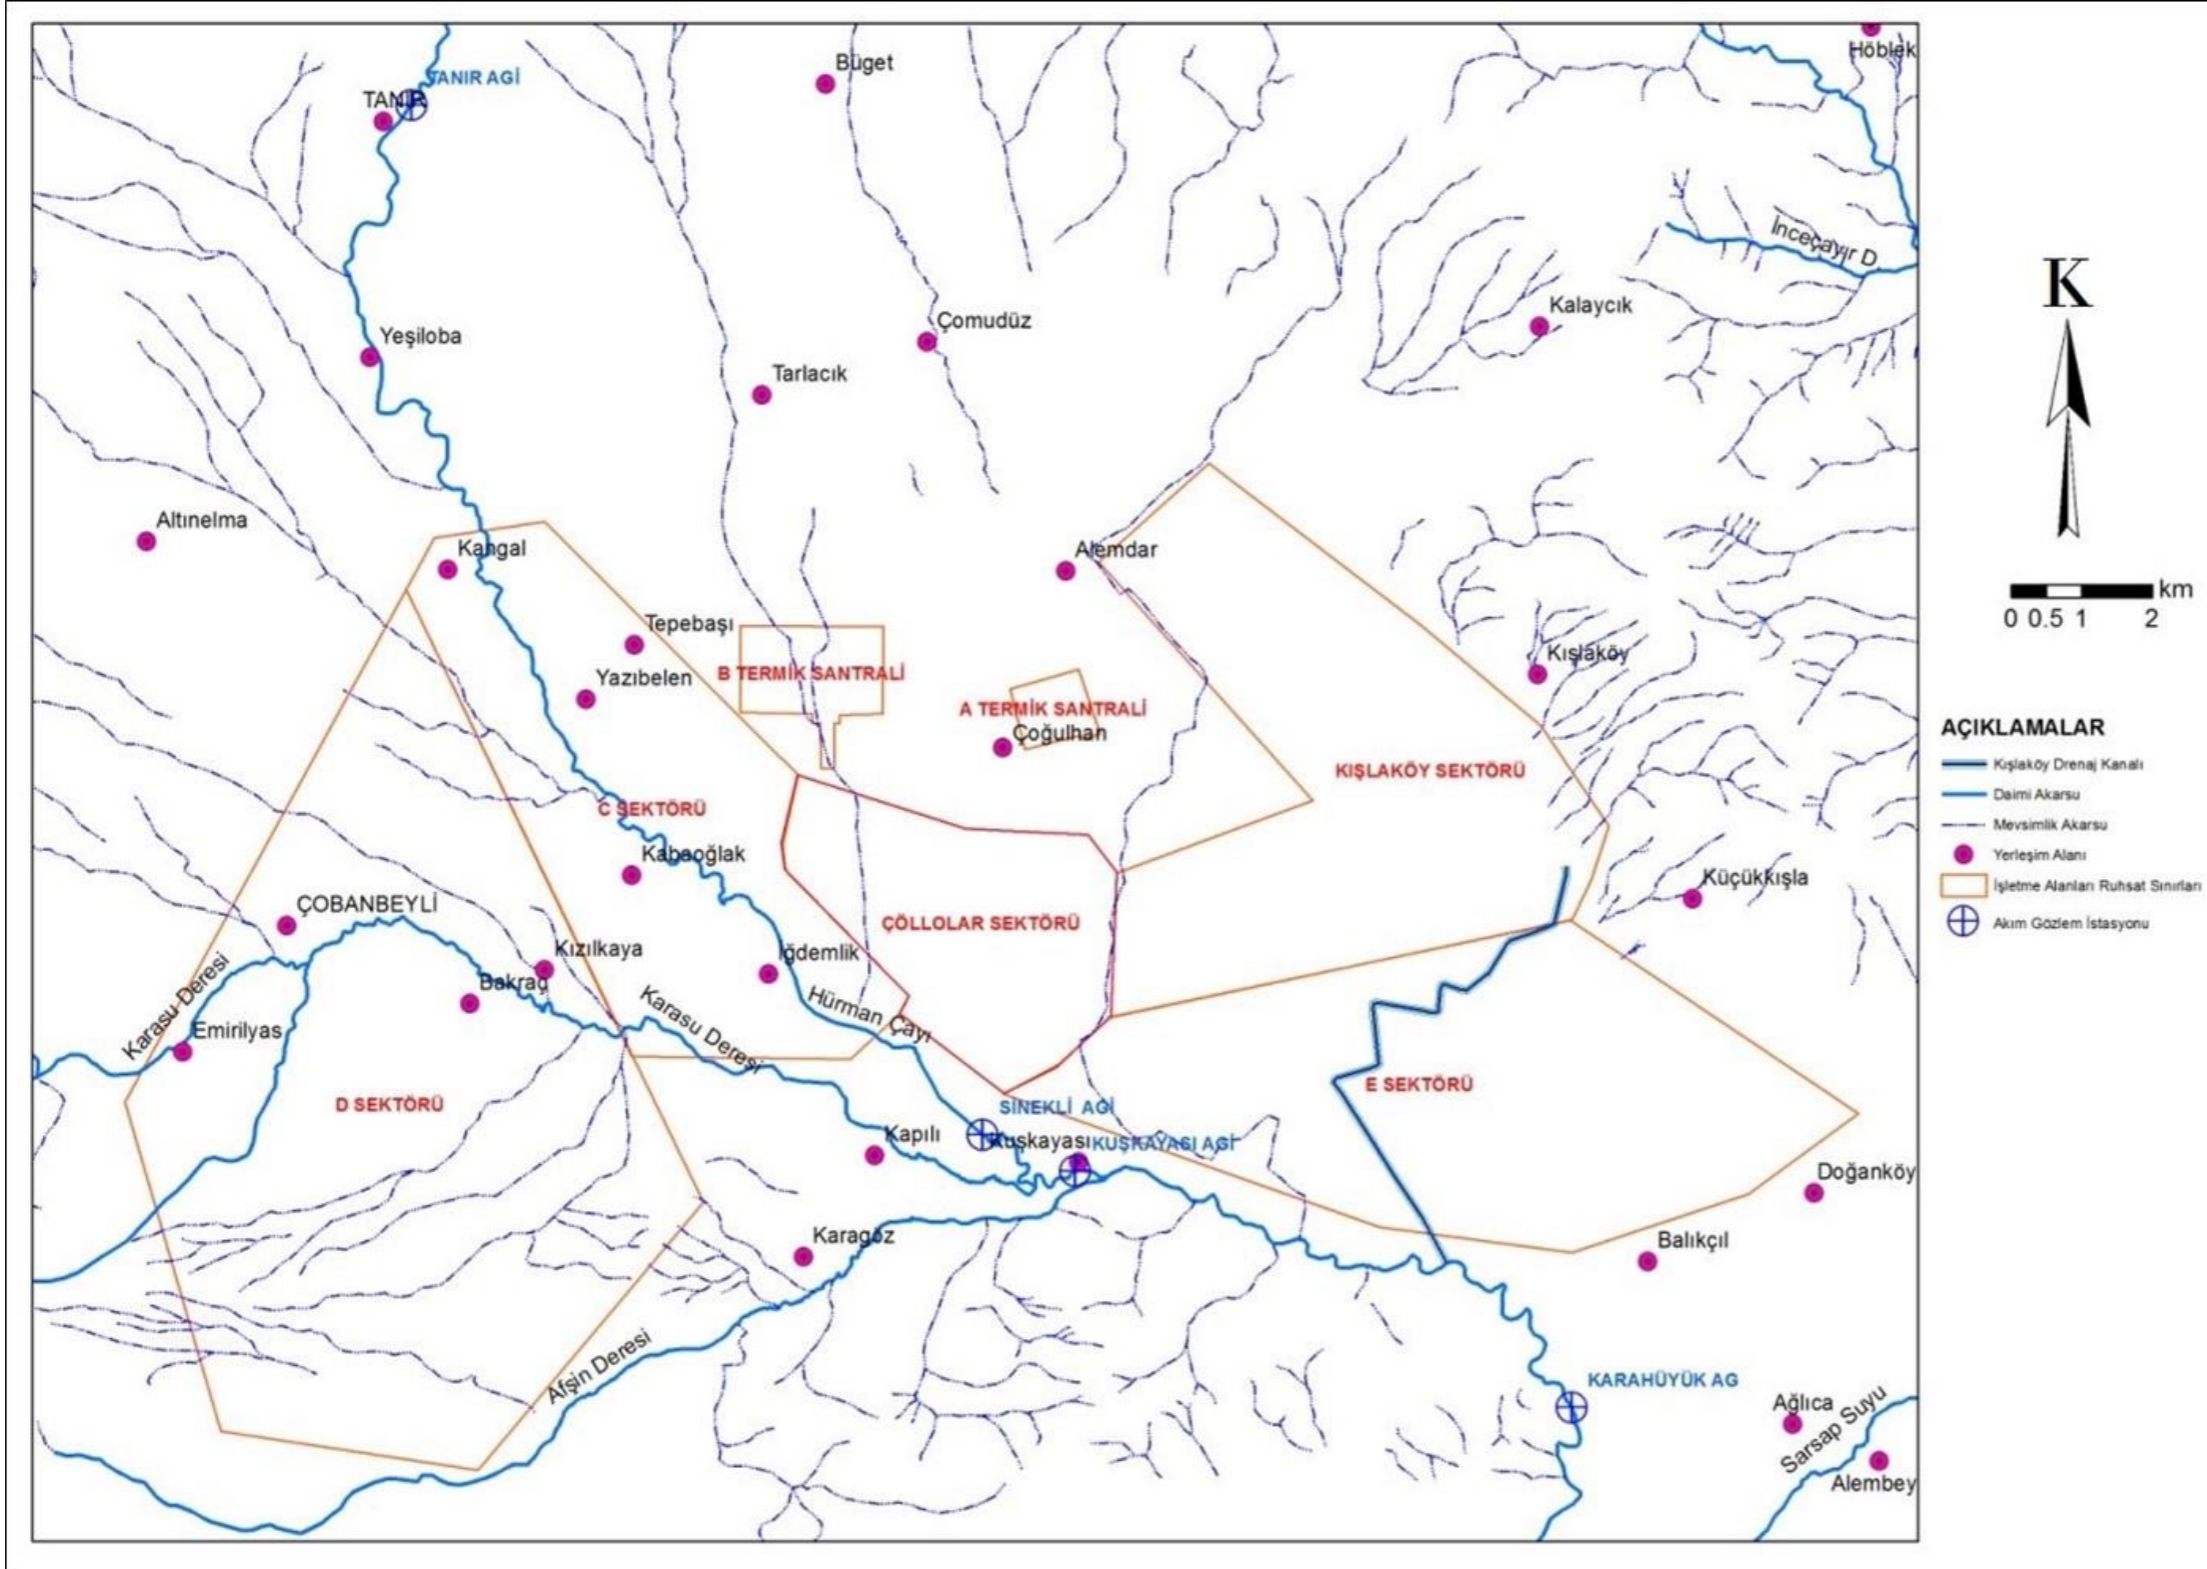 Höblek
Büget
TANIR AGİ
TANIR
K
İnceçayır D.
Kalaycık
Çomudüz
Yeşiloba
Tarlacık
Altınelma
Kangal
Alemdar
km
0 0.5 1 2
Tepebaşı
Kışlaköy
B TERMİK SANTRALİ
Yazıbelen
A TERMİK SANTRALİ
Çoğulhan
AÇIKLAMALAR
Kışlaköy Drenaj Kanalı
Daimi Akarsu
Mevsimlik Akarsu
Yerleşim Alanı
İşletme Alanları Ruhsat Sınırları
Akım Gözlem İstasyonu
KIŞLAKÖY SEKTÖRÜ
C SEKTÖRÜ
Kabaoğlak
Küçükkışla
ÇOBANBEYLİ
ÇÖLLOLAR SEKTÖRÜ
Kızılkaya
İğdemlik
Bakraç
Karasu Deresi
Karasu Deresi
Hürman Çayı
Emirilyas
E SEKTÖRÜ
D SEKTÖRÜ
SİNEKLİ AGİ
Kapılı
Kuşkayası
KUŞKAYASI AGİ
Doğanköy
Karagöz
Balıkçıl
Afşin Deresi
KARAHÜYÜK AG
Ağlıca
Sarsap Suyu
Alembey